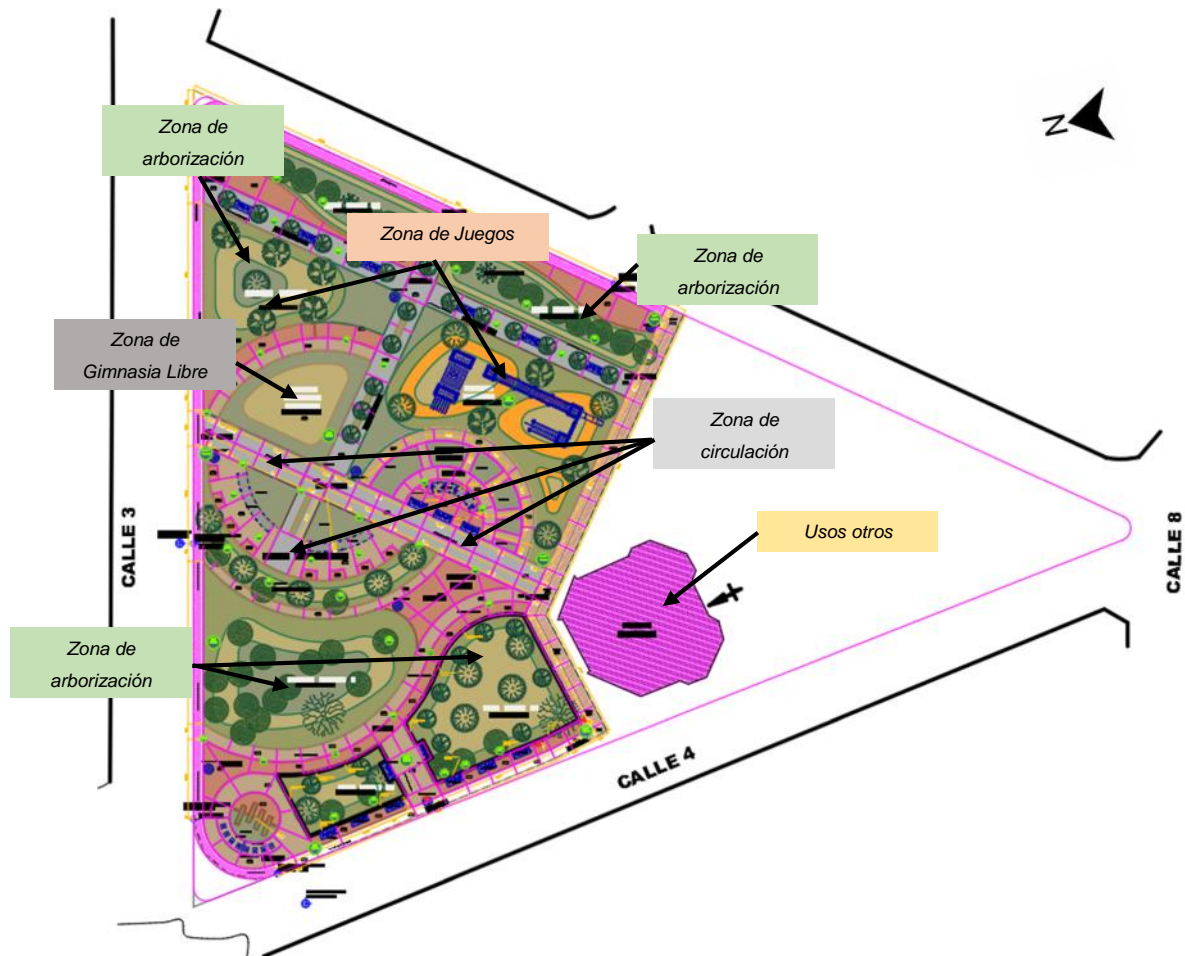 Zona de
arborización
Zona de Juegos
Zona de
arborización
N
Zona de
Gimnasia Libre
Zona de
circulación
Usos otros
CALLE 3
CALLE 8
Zona de
arborización
CALLE 4